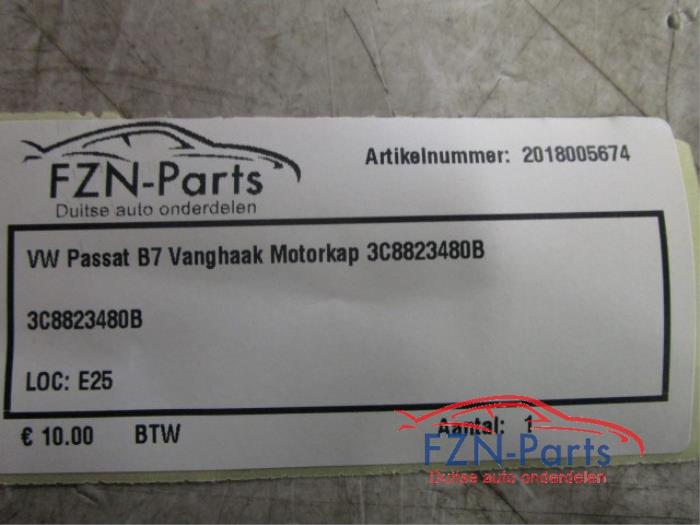 FZN-Parts
Duitse auto onderdelen
Artikelnummer: 2018005674
VW Passat B7 Vanghaak Motorkap 3C8823480B
3C8823480B
LOC: E25
€ 10.00 BTW
Aantal: 1
FZN-Parts
Duitse auto onderdelen